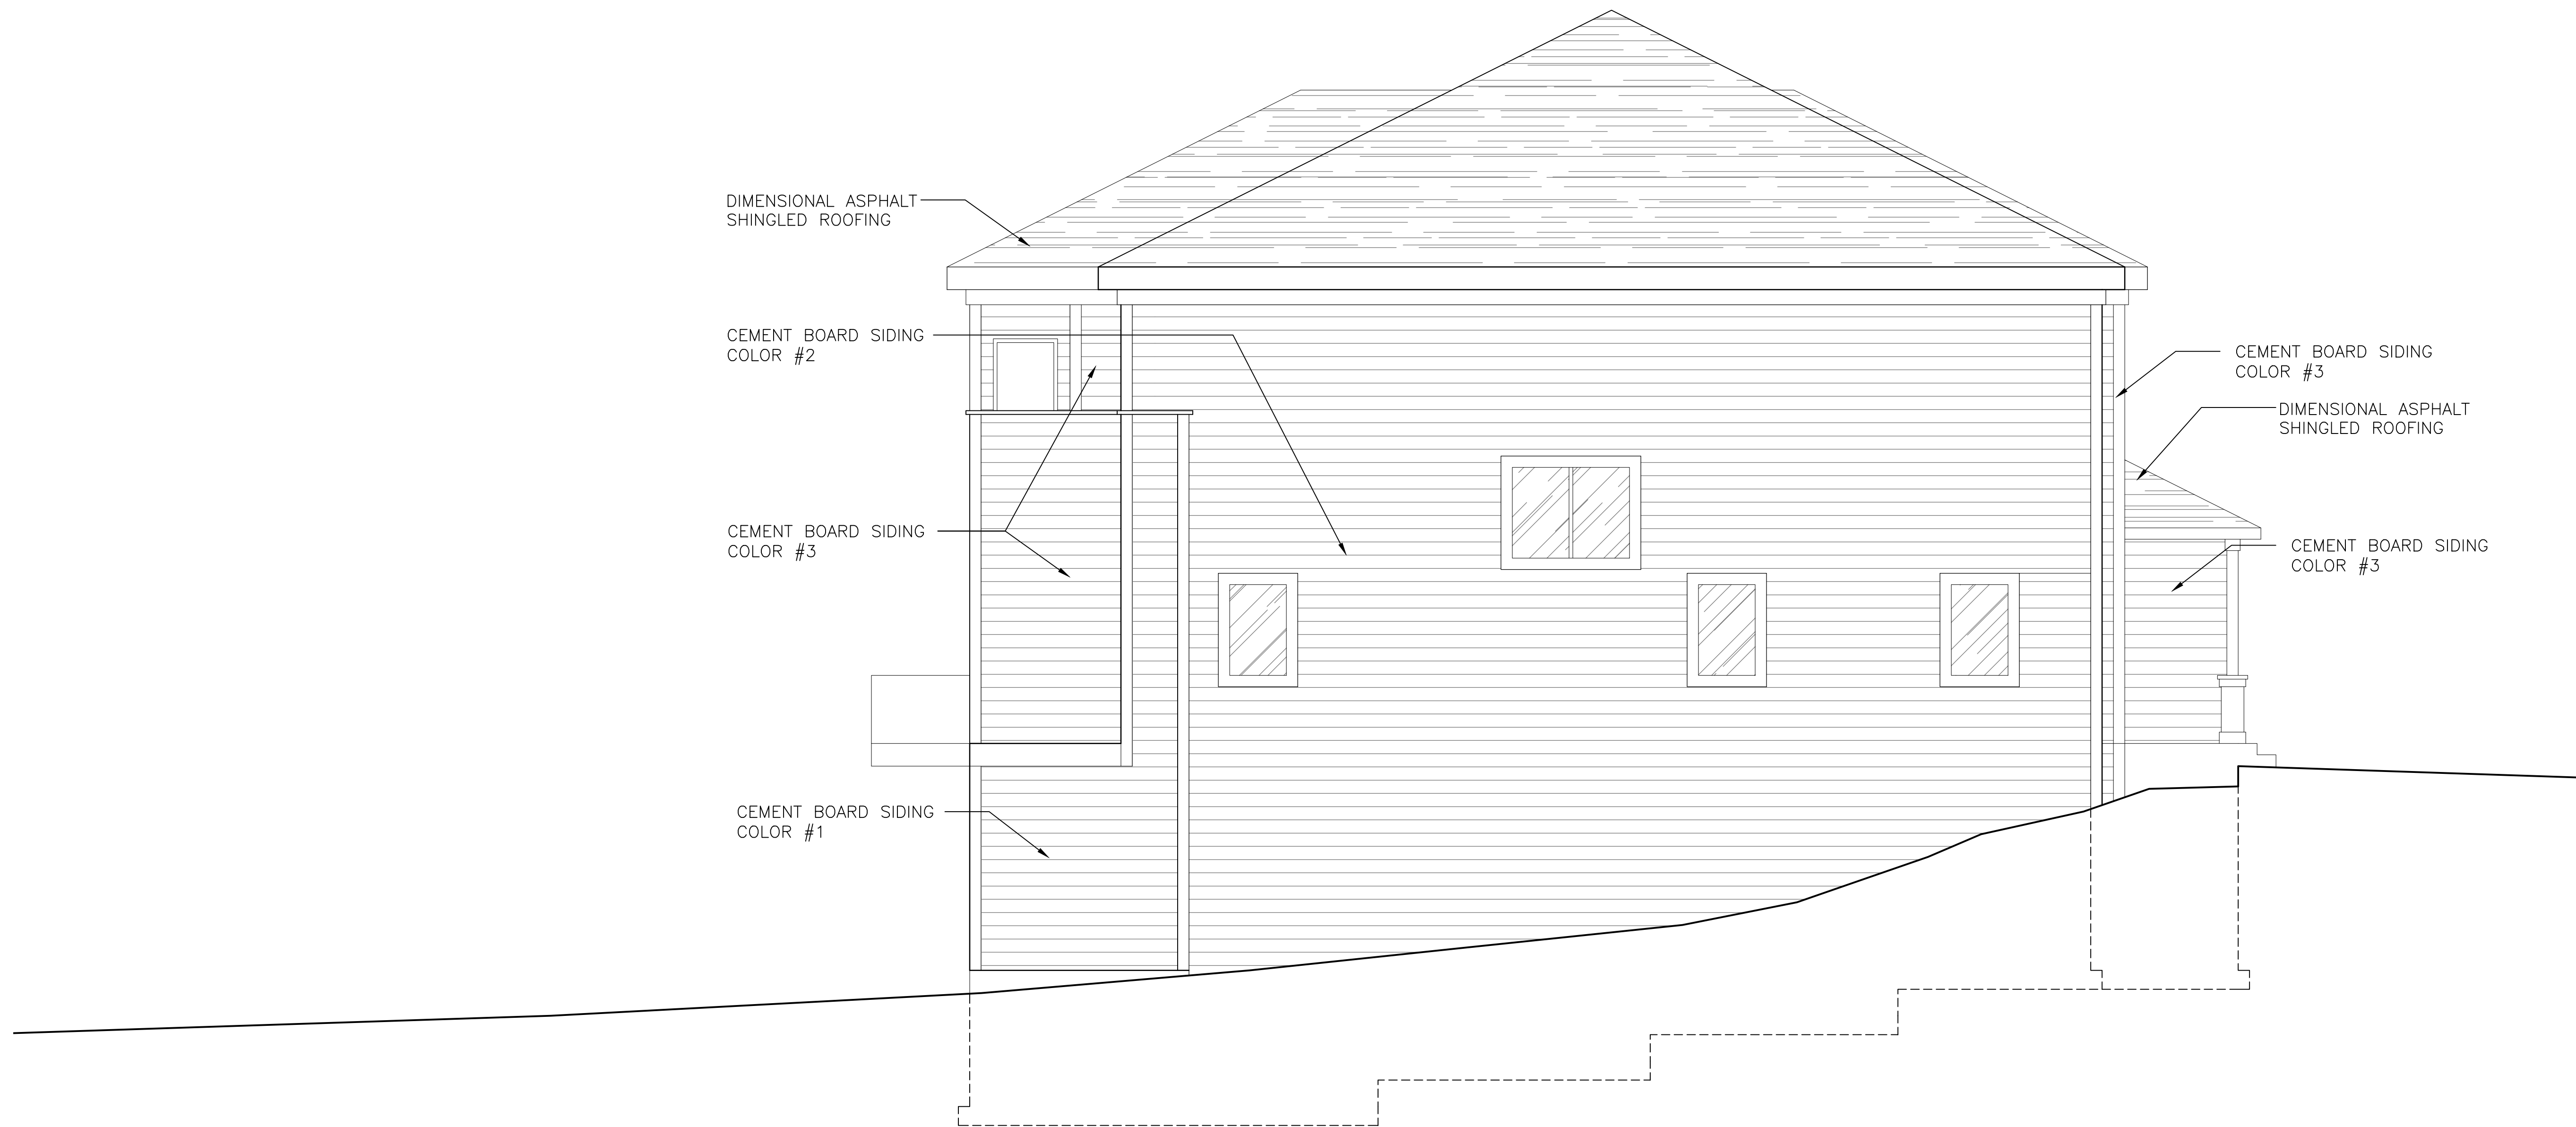 DIMENSIONAL ASPHALT
SHINGLED ROOFING
CEMENT BOARD SIDING
COLOR #2
CEMENT BOARD SIDING
COLOR #3
CEMENT BOARD SIDING
COLOR #1
CEMENT BOARD SIDING
COLOR #3
DIMENSIONAL ASPHALT
SHINGLED ROOFING
CEMENT BOARD SIDING
COLOR #3